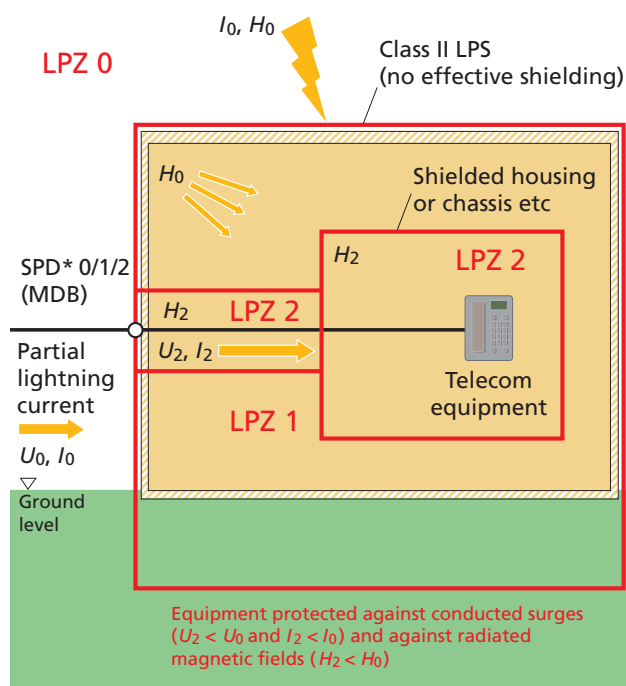 I₀, H₀
LPZ 0
Class II LPS
(no effective shielding)
H₀
Shielded housing
or chassis etc
H₂
LPZ 2
SPD* 0/1/2
(MDB)
H₂
LPZ 2
U₂, I₂
Partial
lightning
current
Telecom
equipment
LPZ 1
U₀, I₀
Ground
level
Equipment protected against conducted surges
(U₂ < U₀ and I₂ < I₀) and against radiated
magnetic fields (H₂ < H₀)